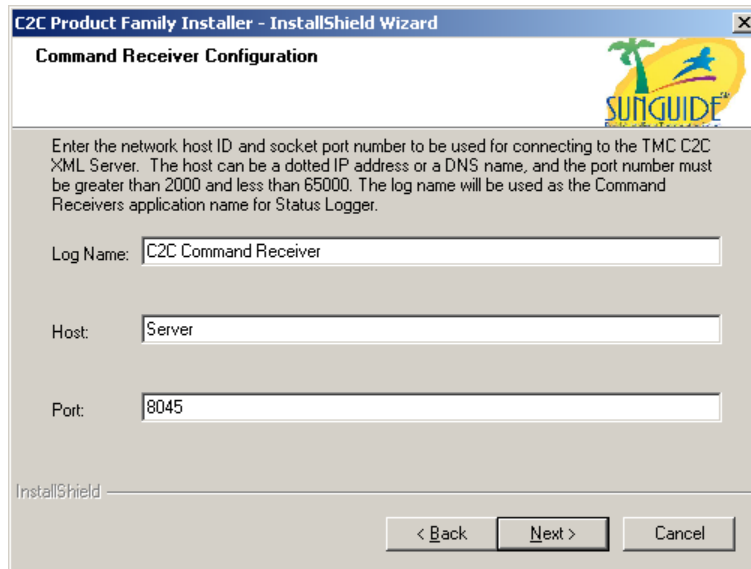 C2C Product Family Installer - InstallShield Wizard
Command Receiver Configuration
SUNGUIDE
Enter the network host ID and socket port number to be used for connecting to the TMC C2C
XML Server. The host can be a dotted IP address or a DNS name, and the port number must
be greater than 2000 and less than 65000. The log name will be used as the Command
Receivers application name for Status Logger.
Log Name: C2C Command Receiver
Host: Server
Port: 8045
InstallShield
< Back Next > Cancel